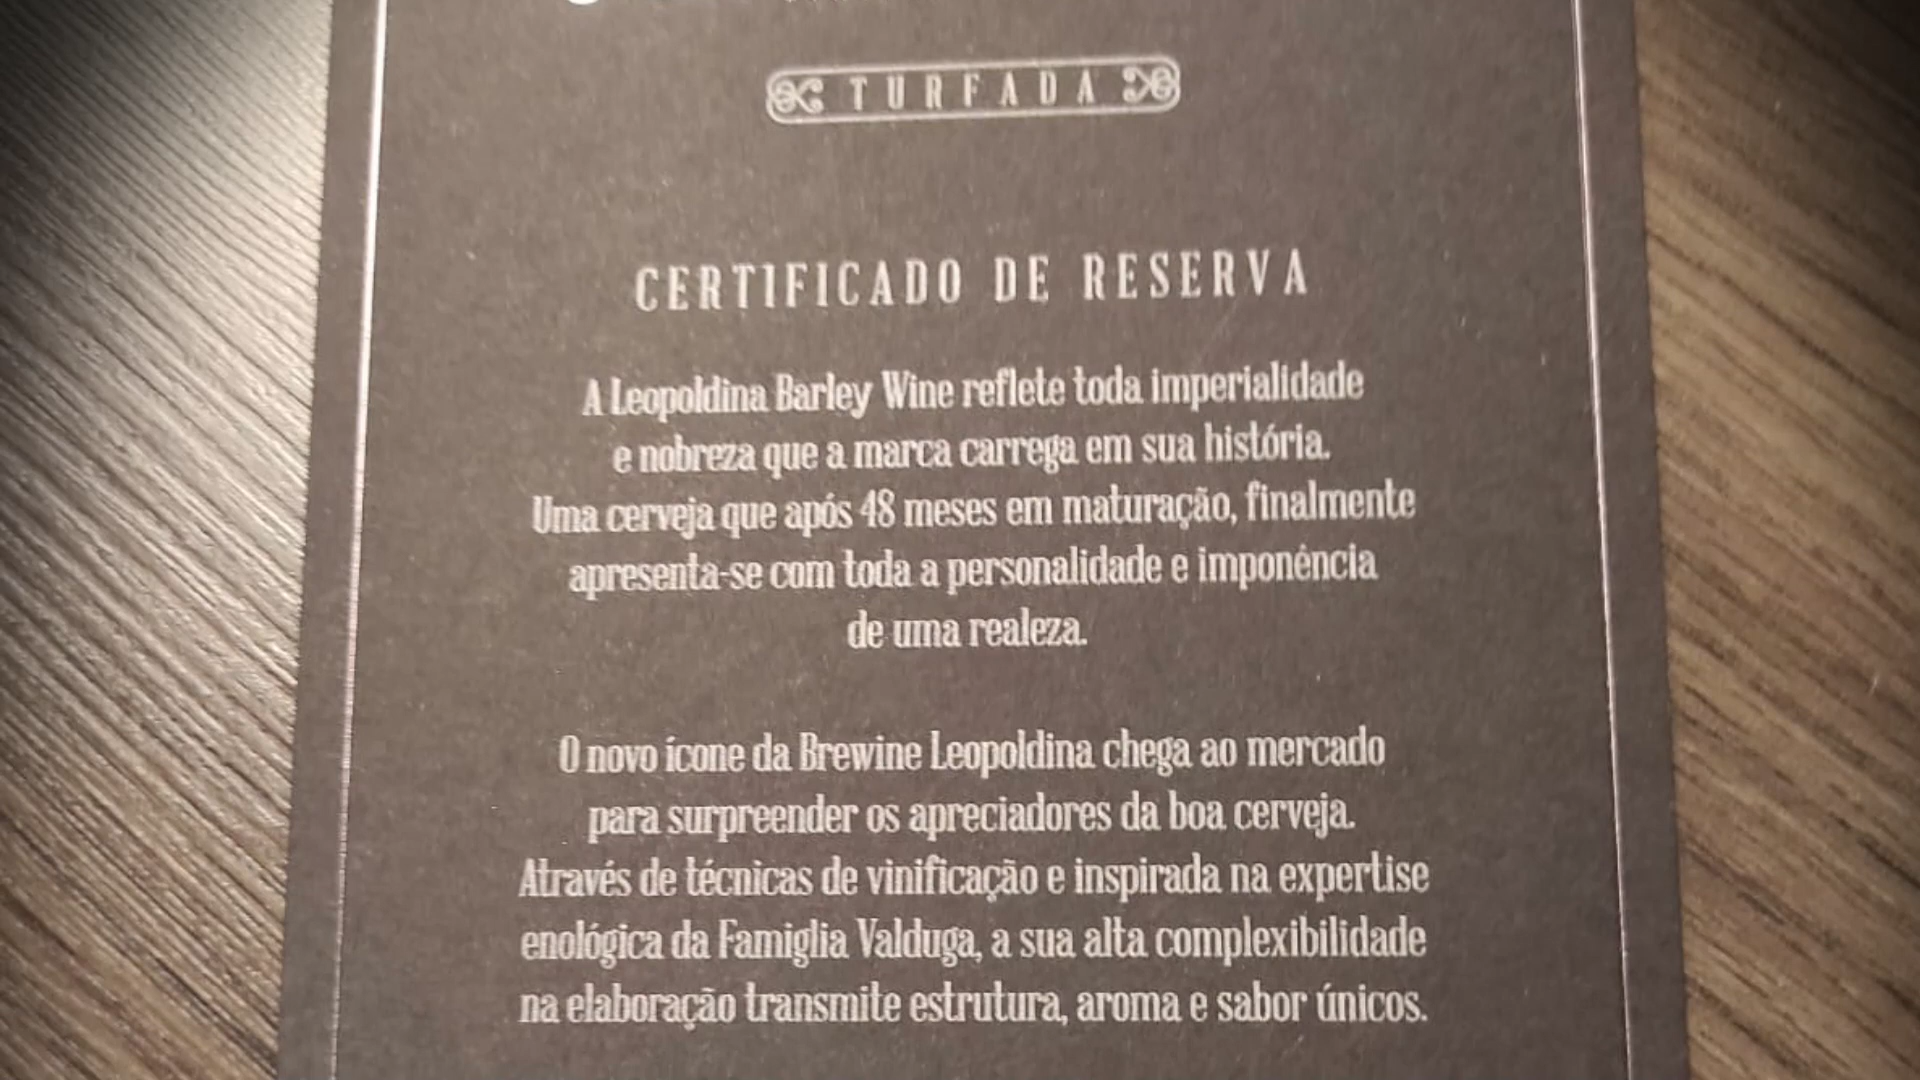 TURFADA
CERTIFICADO DE RESERVA
A Leopoldina Barley Wine reflete toda imperialidade
e nobreza que a marca carrega em sua história.
Uma cerveja que após 48 meses em maturação, finalmente
apresenta-se com toda a personalidade e imponência
de uma realeza.
O novo ícone da Brewine Leopoldina chega ao mercado
para surpreender os apreciadores da boa cerveja.
Através de técnicas de vinificação e inspirada na expertise
enológica da Famiglia Valduga, a sua alta complexibilidade
na elaboração transmite estrutura, aroma e sabor únicos.